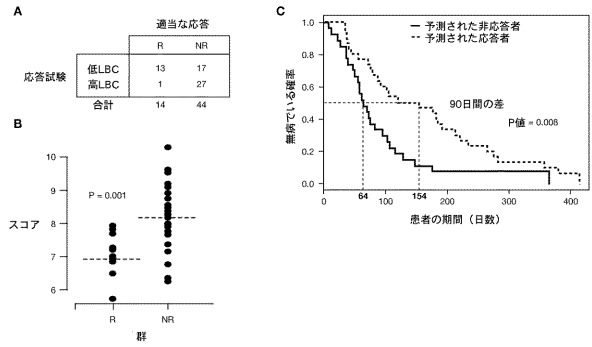 A
適当な応答
R NR
応答試験
低LBC 13 17
高LBC 1 27
合計 14 44
B
P = 0.001
スコア
10
9
8
7
6
R NR
群
C
予測された非応答者
予測された応答者
無病でいる確率
1.0
0.8
0.6
0.4
0.2
0.0
90日間の差
P値 = 0.008
0 64 100 154 200 300 400
患者の期間（日数）